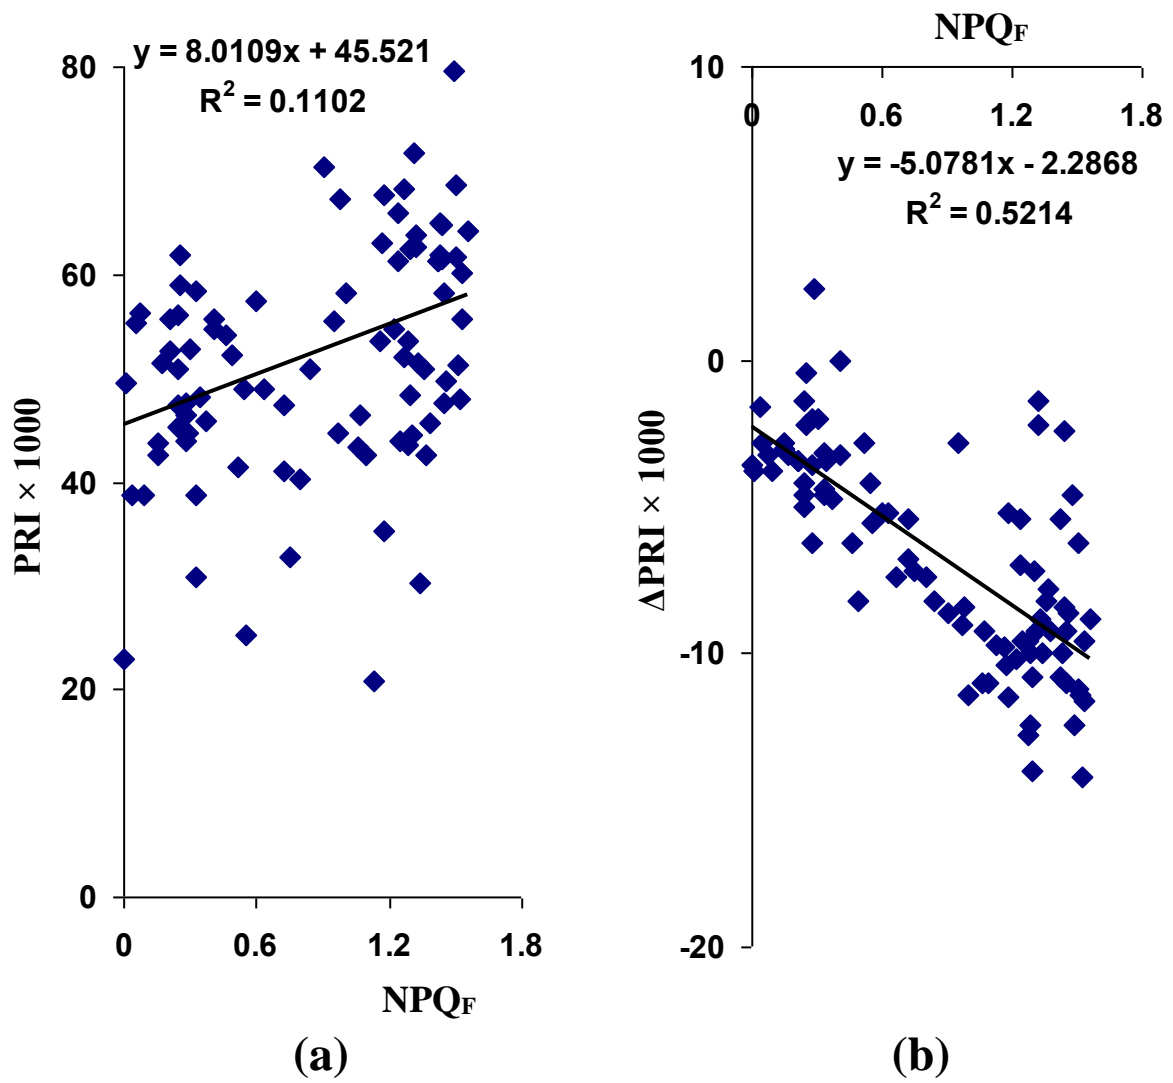 y = 8.0109x + 45.521
R² = 0.1102
80
60
40
20
0
0 0.6 1.2 1.8
PRI × 1000
NPQF
(a)
NPQF
10
0
-10
-20
0 0.6 1.2 1.8
y = -5.0781x - 2.2868
R² = 0.5214
ΔPRI × 1000
(b)